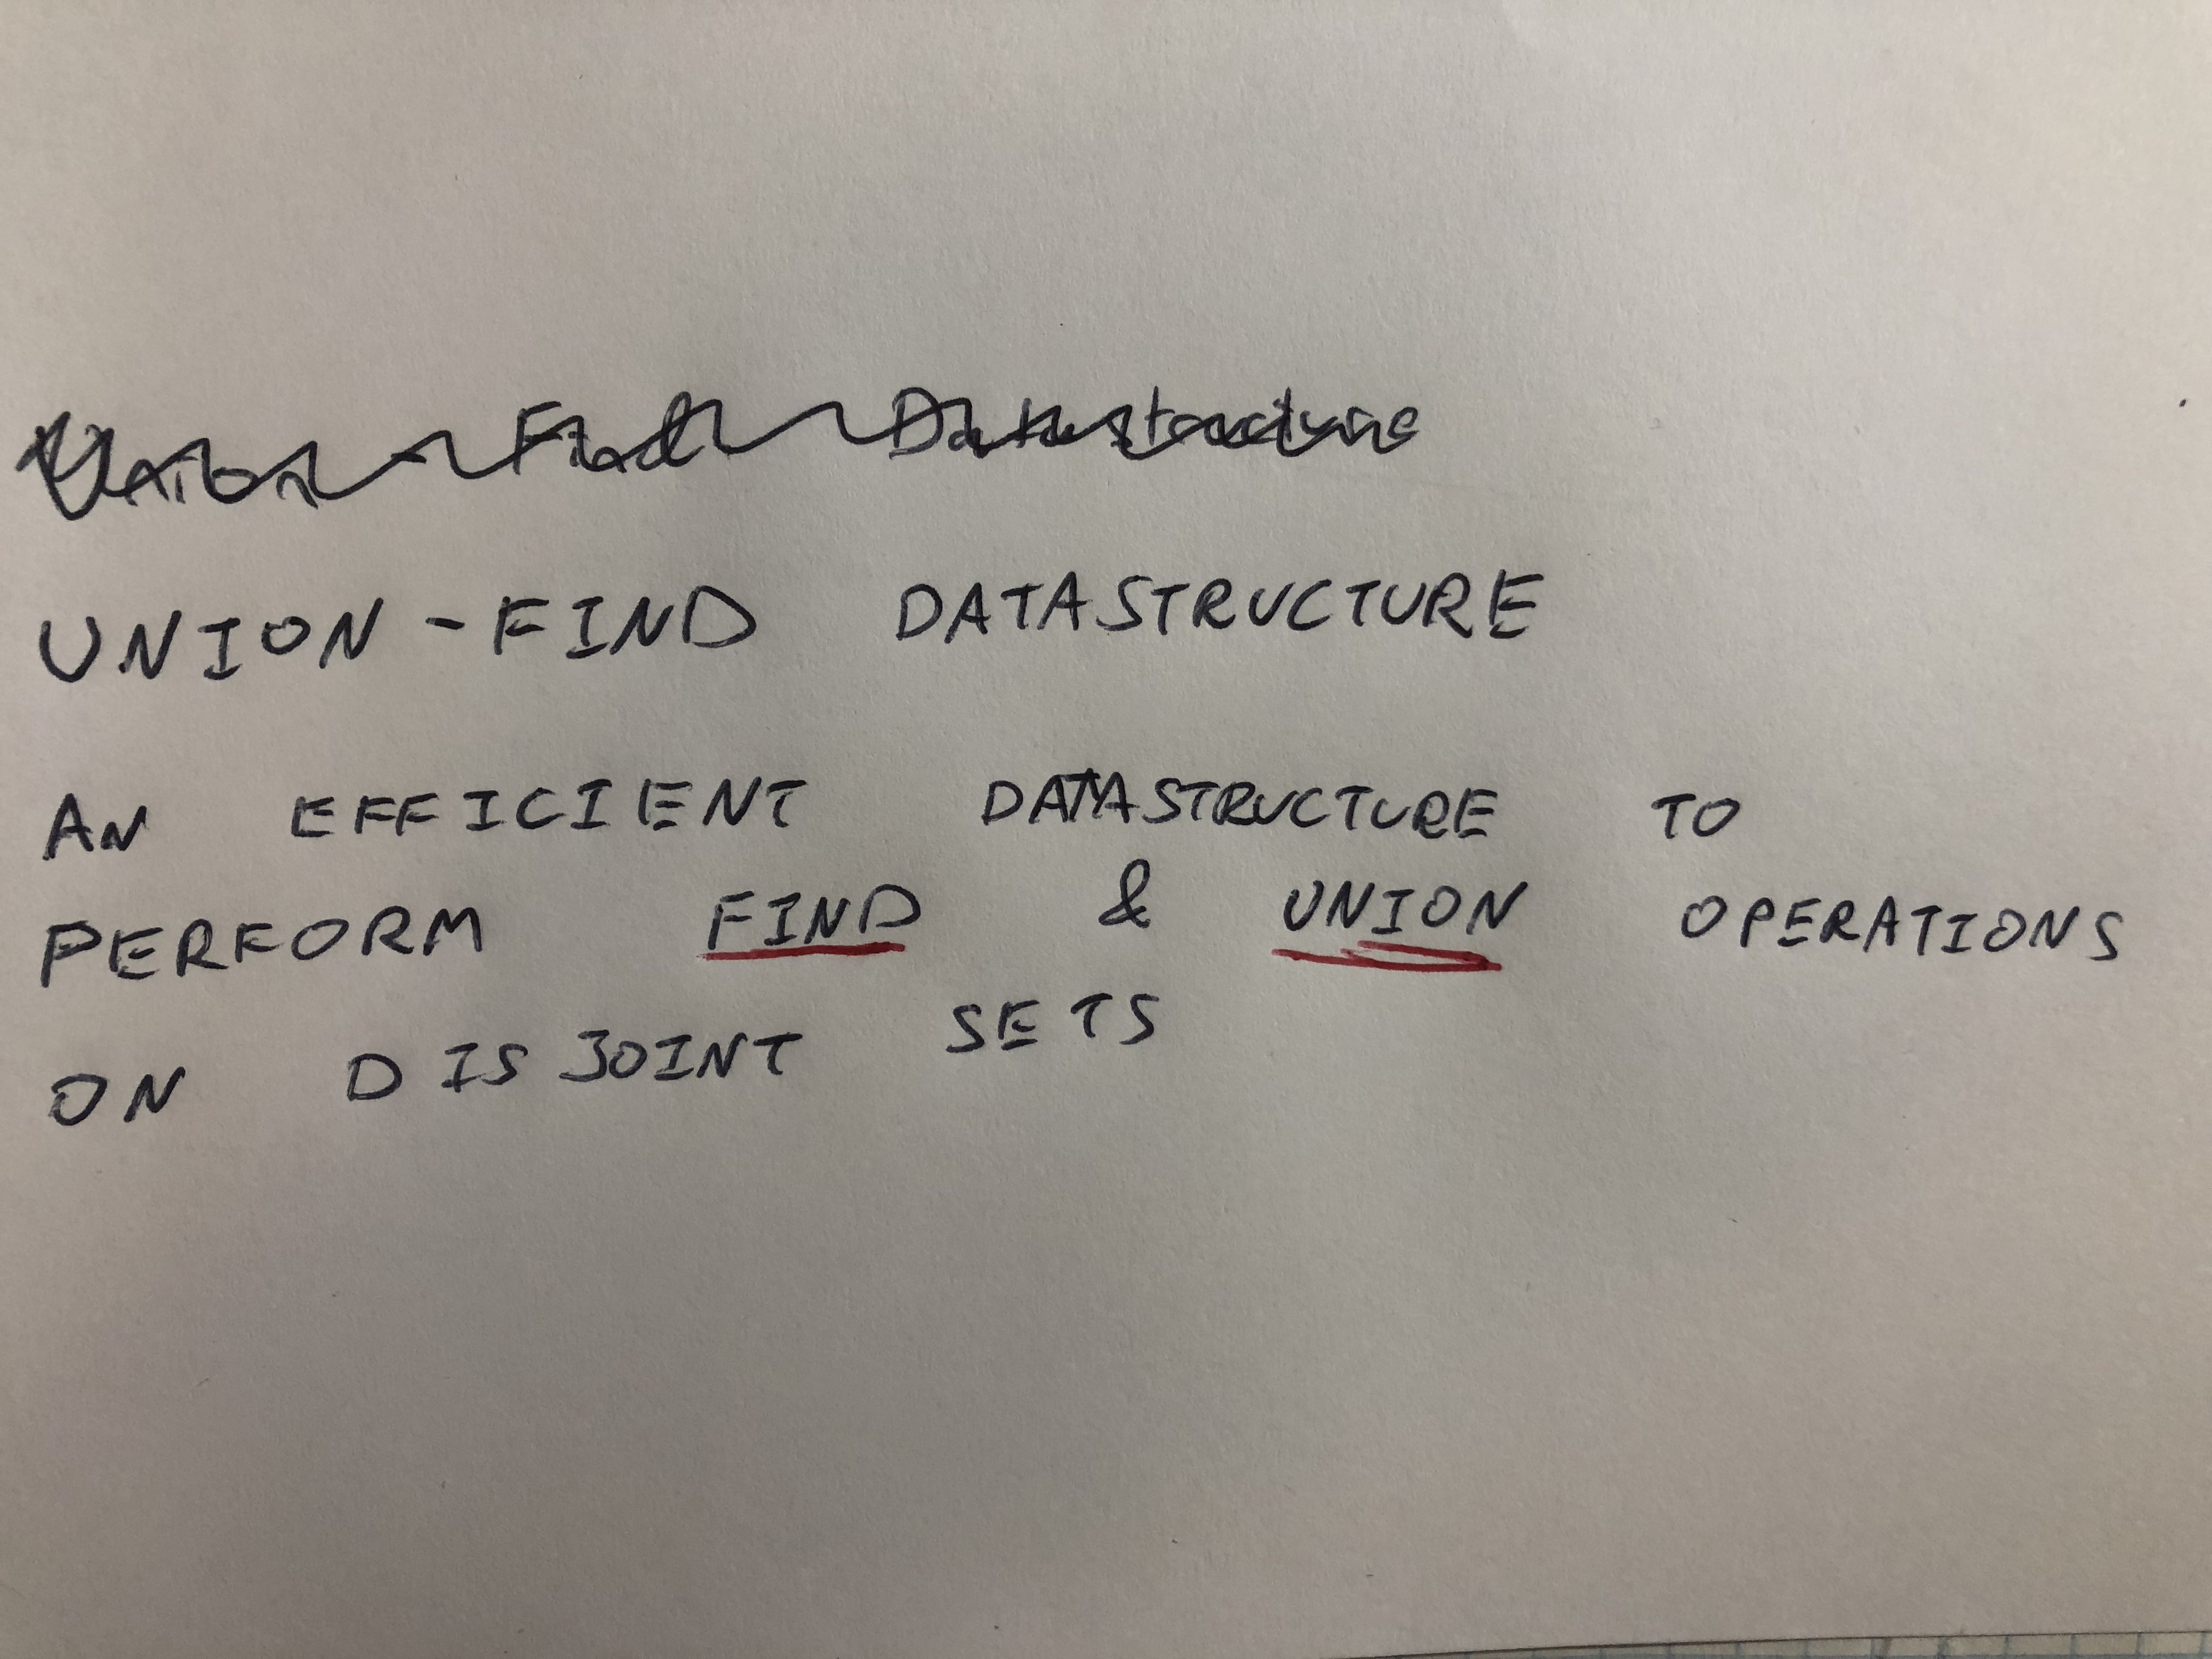 Union - Find Datastructure
UNION-FIND DATASTRUCTURE
AN EFFICIENT DATASTRUCTURE TO
PERFORM FIND & UNION OPERATIONS
ON DISJOINT SETS